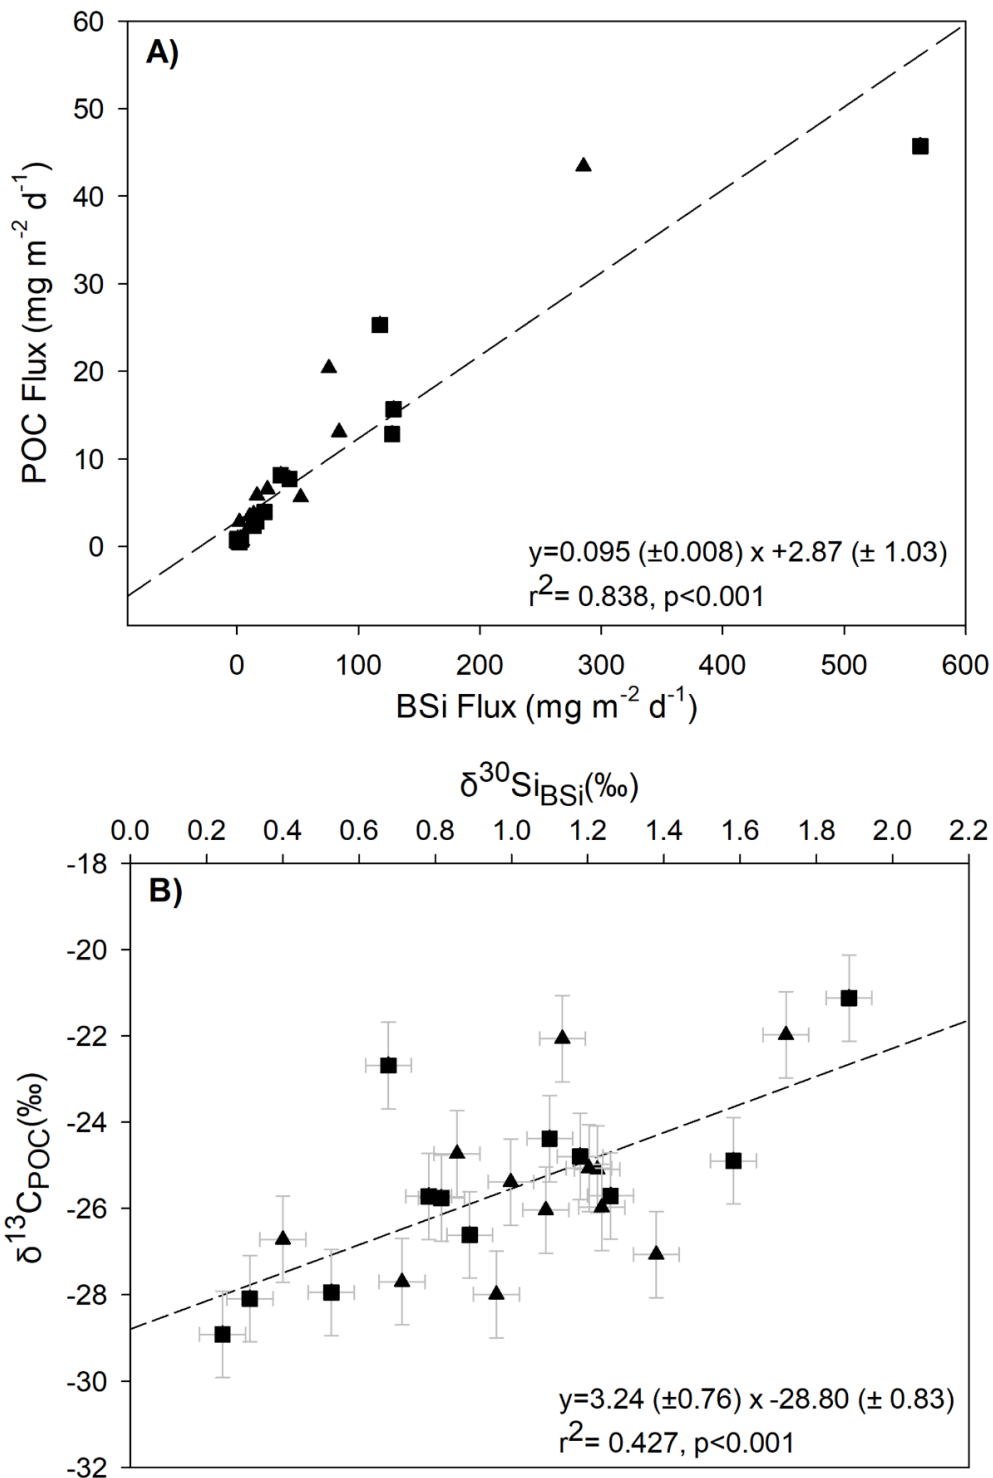 A)
60
50
40
30
20
10
0
POC Flux (mg m⁻² d⁻¹)
y=0.095 (±0.008) x +2.87 (± 1.03)
r²= 0.838, p<0.001
0 100 200 300 400 500 600
BSi Flux (mg m⁻² d⁻¹)
δ³⁰Si_BSi(‰)
0.0 0.2 0.4 0.6 0.8 1.0 1.2 1.4 1.6 1.8 2.0 2.2
B)
-18
-20
-22
-24
-26
-28
-30
-32
δ¹³C_POC(‰)
y=3.24 (±0.76) x -28.80 (± 0.83)
r²= 0.427, p<0.001